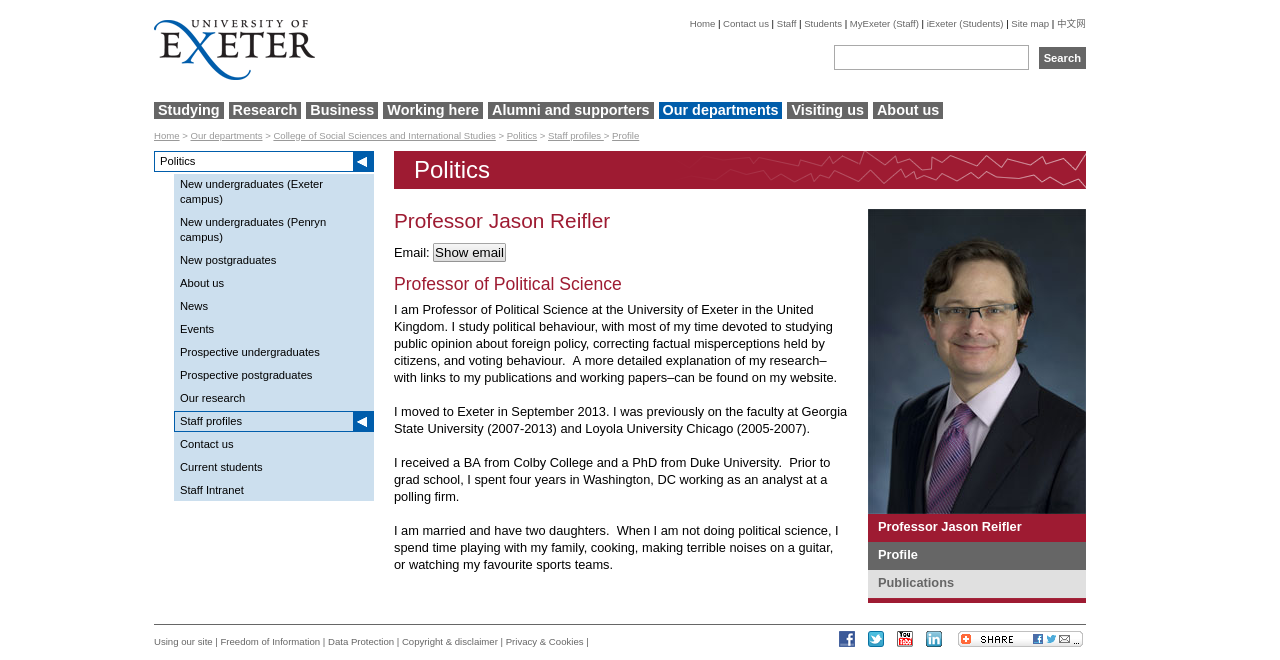 UNIVERSITY OF
EXETER
Home | Contact us | Staff | Students | MyExeter (Staff) | iExeter (Students) | Site map | 中文网
Search
Studying Research Business Working here Alumni and supporters Our departments Visiting us About us
Home > Our departments > College of Social Sciences and International Studies > Politics > Staff profiles > Profile
Politics
New undergraduates (Exeter
campus)
New undergraduates (Penryn
campus)
New postgraduates
About us
News
Events
Prospective undergraduates
Prospective postgraduates
Our research
Staff profiles
Contact us
Current students
Staff Intranet
Politics
Professor Jason Reifler
Email: Show email
Professor of Political Science
I am Professor of Political Science at the University of Exeter in the United
Kingdom. I study political behaviour, with most of my time devoted to studying
public opinion about foreign policy, correcting factual misperceptions held by
citizens, and voting behaviour.  A more detailed explanation of my research–
with links to my publications and working papers–can be found on my website.
I moved to Exeter in September 2013. I was previously on the faculty at Georgia
State University (2007-2013) and Loyola University Chicago (2005-2007).
I received a BA from Colby College and a PhD from Duke University.  Prior to
grad school, I spent four years in Washington, DC working as an analyst at a
polling firm.
I am married and have two daughters.  When I am not doing political science, I
spend time playing with my family, cooking, making terrible noises on a guitar,
or watching my favourite sports teams.
Professor Jason Reifler
Profile
Publications
Using our site | Freedom of Information | Data Protection | Copyright & disclaimer | Privacy & Cookies |
You Tube
in
SHARE ...